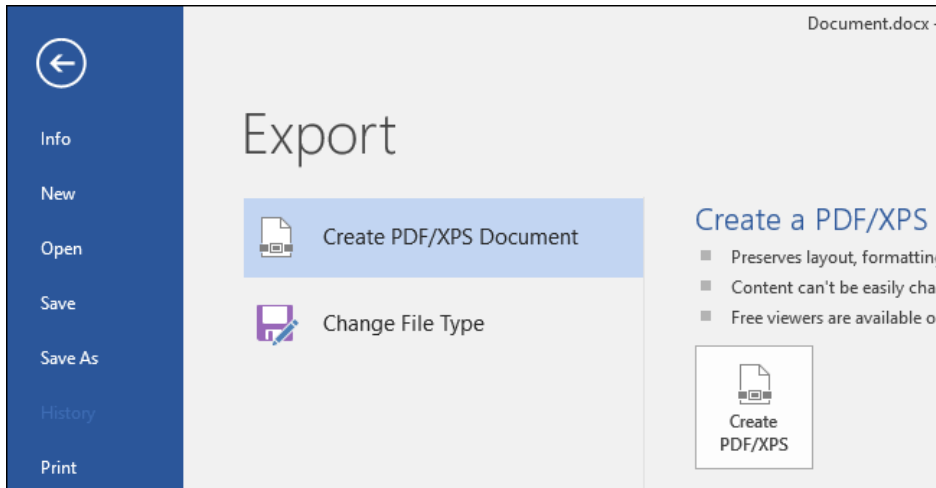 Document.docx -
Info
New
Open
Save
Save As
History
Print
Export
Create PDF/XPS Document
Change File Type
Create a PDF/XPS
Preserves layout, formatting
Content can't be easily cha
Free viewers are available o
Create
PDF/XPS